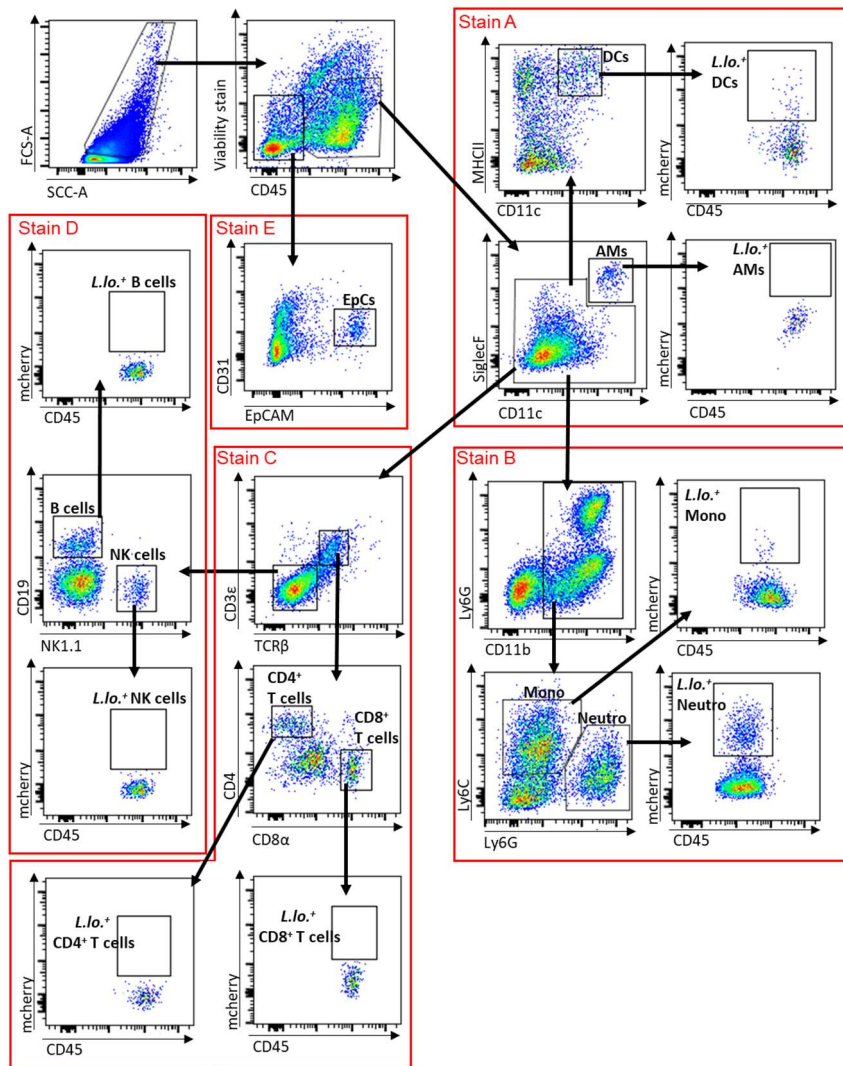 Stain A
FCS-A
SCC-A
Viability stain
CD45
MHCII
CD11c
DCs
mcherry
CD45
L.lo.⁺
DCs
Stain D
mcherry
CD45
L.lo.⁺ B cells
Stain E
CD31
EpCAM
EpCs
SiglecF
CD11c
AMs
mcherry
CD45
L.lo.⁺
AMs
Stain C
Stain B
CD19
NK1.1
B cells
NK cells
CD3ε
TCRβ
Ly6G
CD11b
mcherry
CD45
L.lo.⁺
Mono
mcherry
CD45
L.lo.⁺ NK cells
CD4
CD8α
CD4⁺
T cells
CD8⁺
T cells
Ly6C
Ly6G
Mono
Neutro
mcherry
CD45
L.lo.⁺
Neutro
mcherry
CD45
L.lo.⁺
CD4⁺ T cells
mcherry
CD45
L.lo.⁺
CD8⁺ T cells